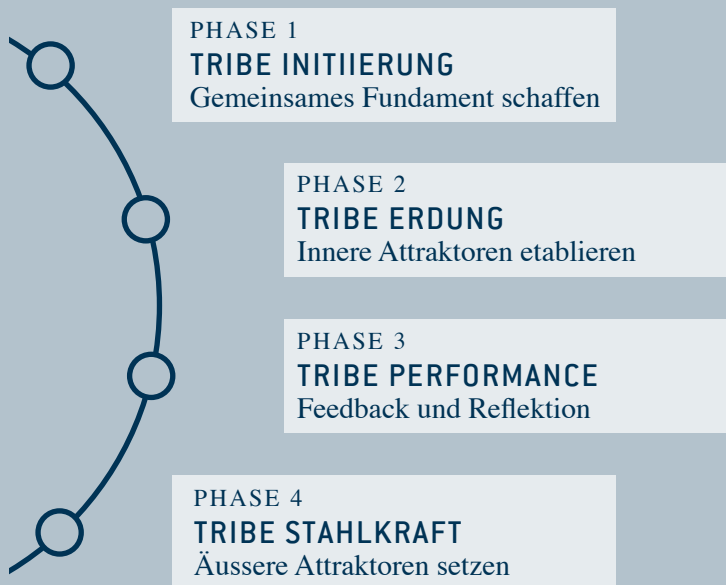 PHASE 1
TRIBE INITIIERUNG
Gemeinsames Fundament schaffen
PHASE 2
TRIBE ERDUNG
Innere Attraktoren etablieren
PHASE 3
TRIBE PERFORMANCE
Feedback und Reflektion
PHASE 4
TRIBE STAHLKRAFT
Äussere Attraktoren setzen